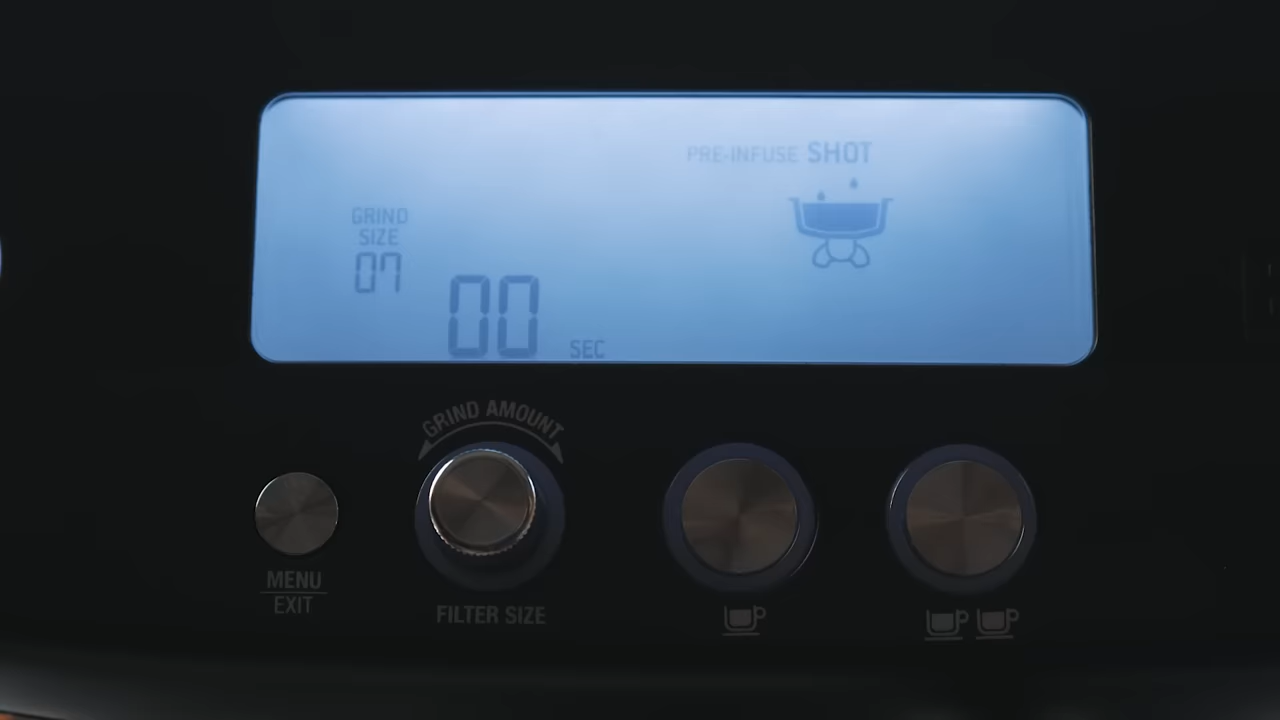 PRE-INFUSE SHOT
GRIND
SIZE
07
00 SEC
GRIND AMOUNT
MENU
EXIT
FILTER SIZE